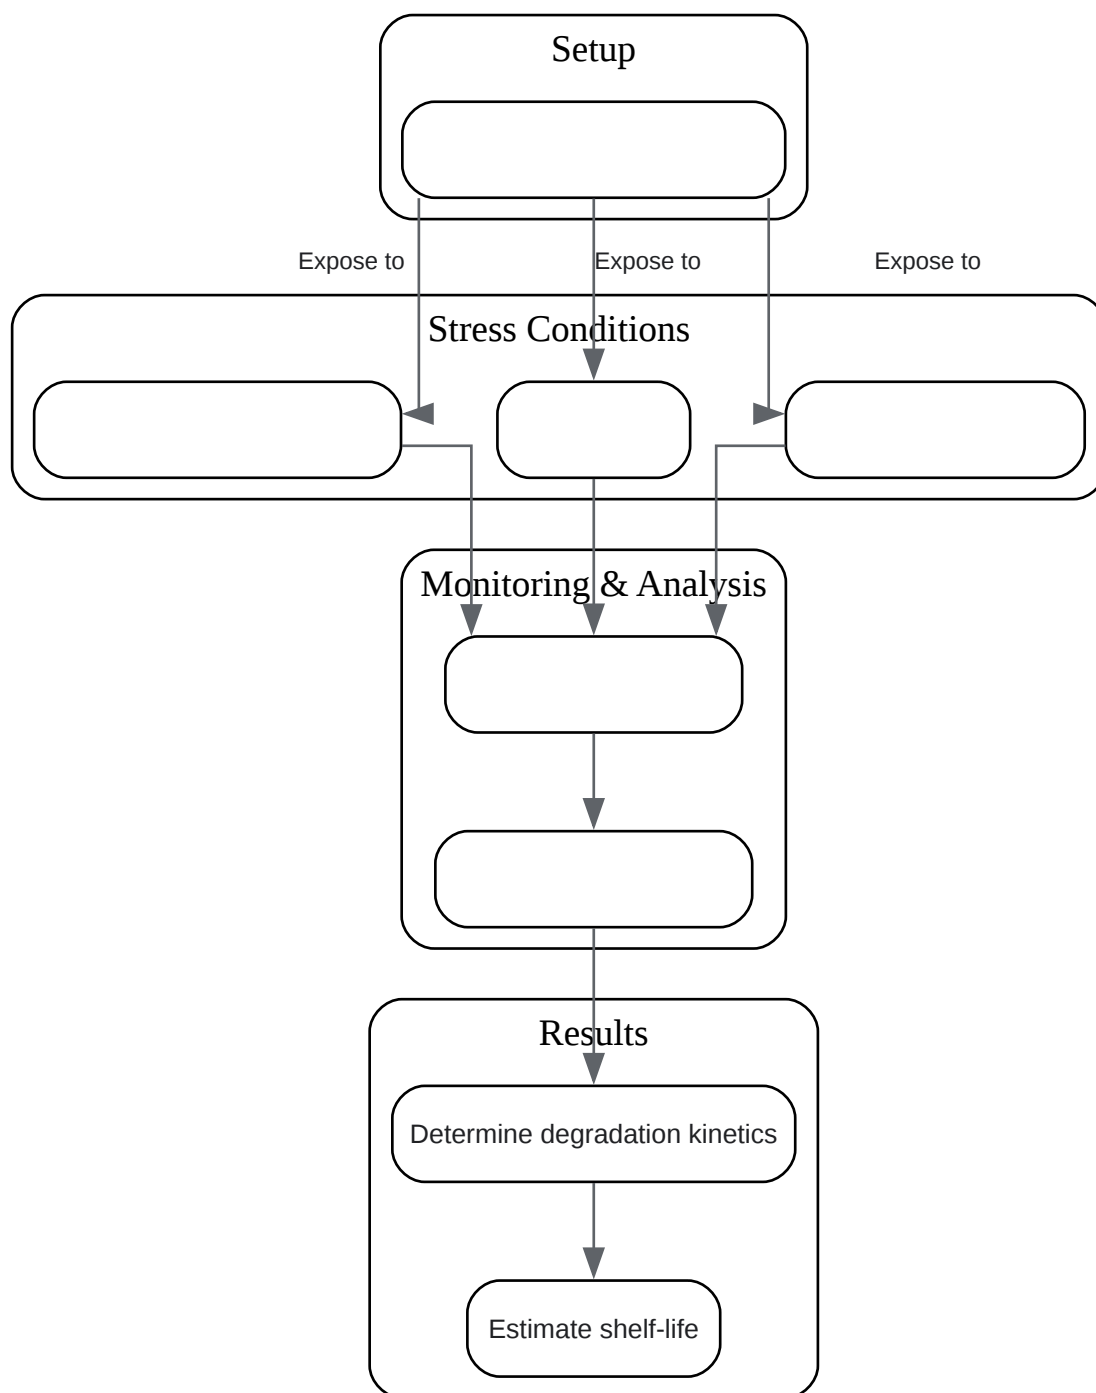 Setup
Expose to
Expose to
Expose to
Stress Conditions
Monitoring & Analysis
Results
Determine degradation kinetics
Estimate shelf-life